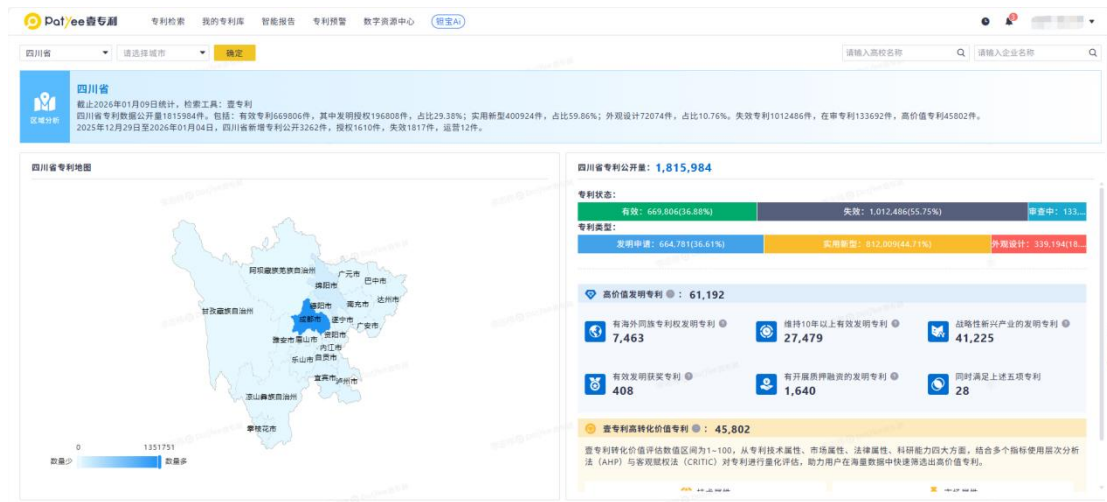 Patyee壹专利 专利检索 我的专利库 智能报告 专利预警 数字资源中心
四川省 请选择城市 确定 请输入高校名称 请输入企业名称
四川省
截止2026年01月09日统计，检索工具：壹专利
区域分析
四川省专利数据公开量1815984件。包括：有效专利669806件，其中发明授权196808件，占比29.38%；实用新型400924件，占比59.86%；外观设计72074件，占比10.76%。失效专利1012486件，在审专利133692件，高价值专利45802件。
2025年12月29日至2026年01月04日，四川省新增专利公开3262件，授权1610件，失效1817件，运营12件。
四川省专利地图
阿坝藏族羌族自治州
广元市
巴中市
绵阳市
达州市
德阳市
南充市
甘孜藏族自治州
成都市
遂宁市
广安市
资阳市
雅安市
眉山市
内江市
乐山市
自贡市
宜宾市
泸州市
凉山彝族自治州
攀枝花市
0 1351751
数量少 数量多
四川省专利公开量：1,815,984
专利状态：
有效：669,806(36.88%) 失效：1,012,486(55.75%) 审查中：133,...
专利类型：
发明申请：664,781(36.61%) 实用新型：812,009(44.71%) 外观设计：339,194(18...
高价值发明专利：61,192
有海外同族专利权发明专利 维持10年以上有效发明专利 战略性新兴产业的发明专利
7,463 27,479 41,225
有效发明获奖专利 有开展质押融资的发明专利 同时满足上述五项专利
408 1,640 28
壹专利高转化价值专利：45,802
壹专利转化价值评估数值区间为1~100，从专利技术属性、市场属性、法律属性、科研能力四大方面，结合多个指标使用层次分析
法（AHP）与客观赋权法（CRITIC）对专利进行量化评估，助力用户在海量数据中快速筛选出高价值专利。